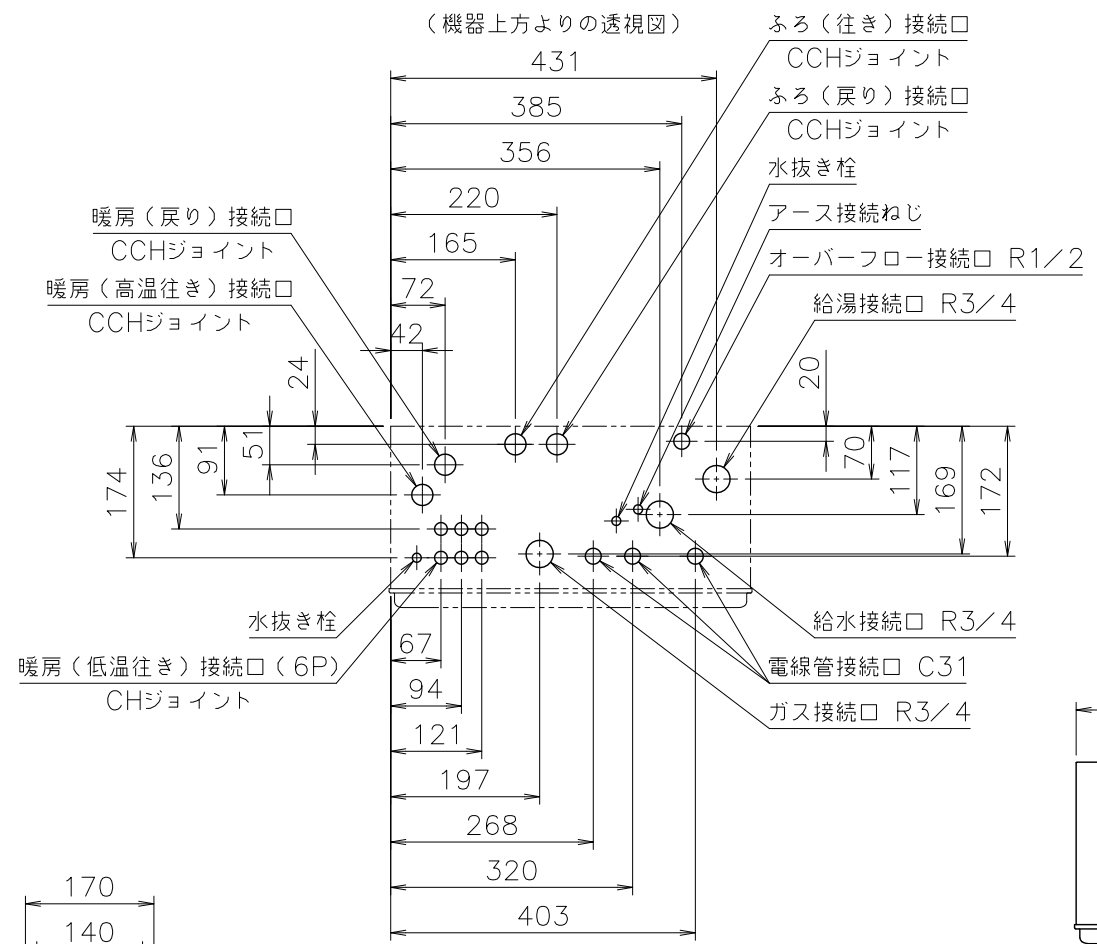 （機器上方よりの透視図）
ふろ（往き）接続口
CCHジョイント
431
ふろ（戻り）接続口
CCHジョイント
385
356
水抜き栓
220
アース接続ねじ
暖房（戻り）接続口
CCHジョイント
165
オーバーフロー接続口 R1／2
暖房（高温往き）接続口
CCHジョイント
72
給湯接続口 R3／4
42
24
20
51
91
136
174
70
117
169
172
水抜き栓
給水接続口 R3／4
67
暖房（低温往き）接続口（6P）
CHジョイント
電線管接続口 C31
94
ガス接続口 R3／4
121
197
268
320
170
403
140